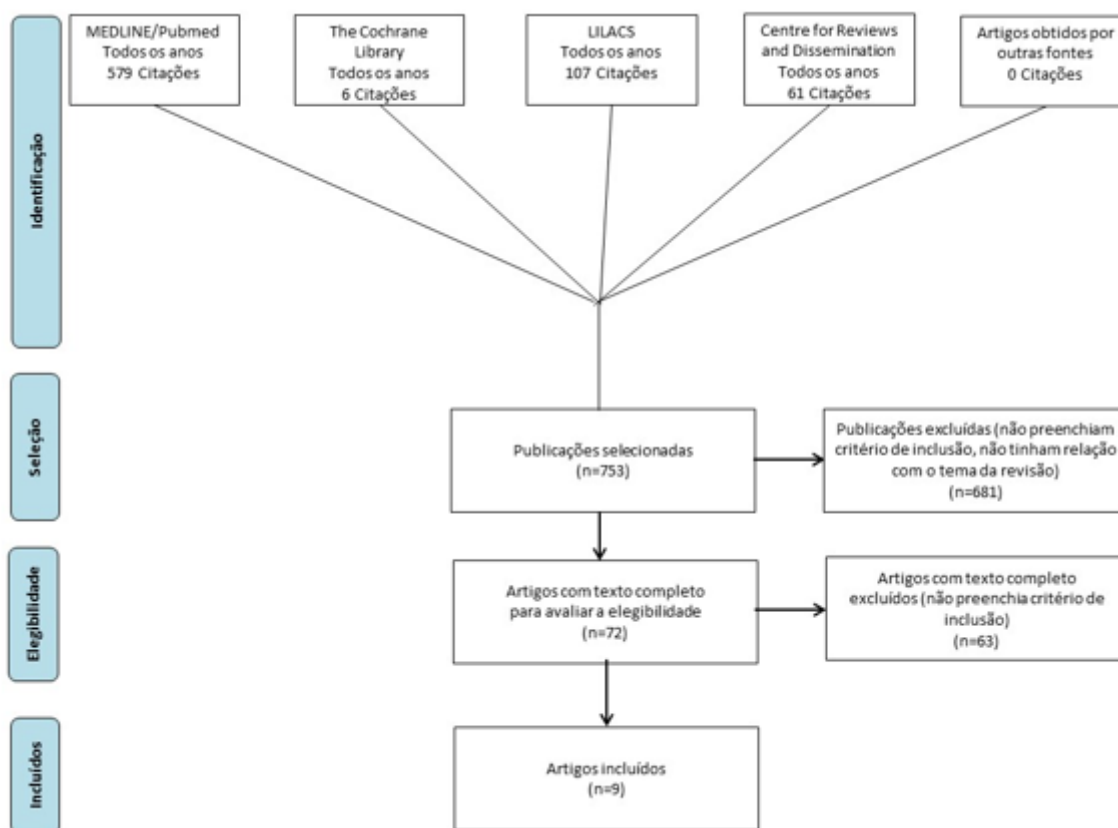 Identificação
MEDLINE/Pubmed
Todos os anos
579 Citações
The Cochrane
Library
Todos os anos
6 Citações
LILACS
Todos os anos
107 Citações
Centre for Reviews
and Dissemination
Todos os anos
61 Citações
Artigos obtidos por
outras fontes
0 Citações
Seleção
Publicações selecionadas
(n=753)
Publicações excluídas (não preenchiam
critério de inclusão, não tinham relação
com o tema da revisão)
(n=681)
Elegibilidade
Artigos com texto completo
para avaliar a elegibilidade
(n=72)
Artigos com texto completo
excluídos (não preenchia critério de
inclusão)
(n=63)
Incluídos
Artigos incluídos
(n=9)